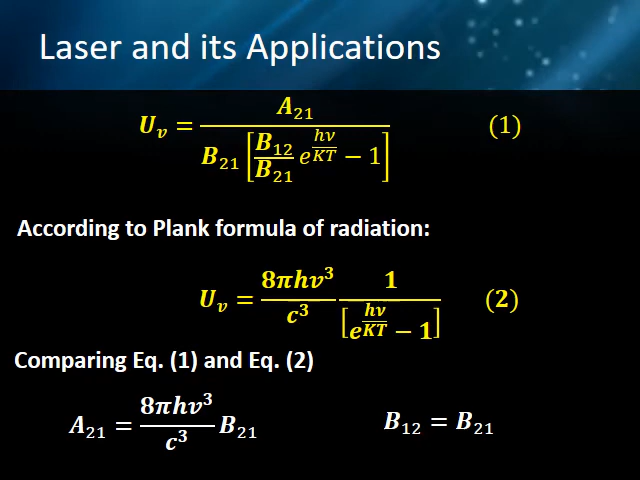 Laser and its Applications
U_ν = A_21 / (B_21 [ (B_12 / B_21) e^(hν/KT) − 1 ]) (1)
According to Plank formula of radiation:
U_ν = (8πhν^3 / c^3) (1 / [e^(hν/KT) − 1]) (2)
Comparing Eq. (1) and Eq. (2)
A_21 = (8πhν^3 / c^3) B_21 B_12 = B_21